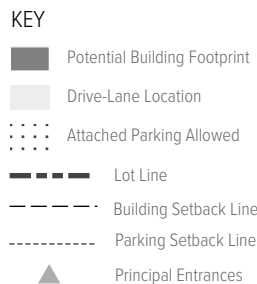 KEY
Potential Building Footprint
Drive-Lane Location
Attached Parking Allowed
Lot Line
Building Setback Line
Parking Setback Line
Principal Entrances